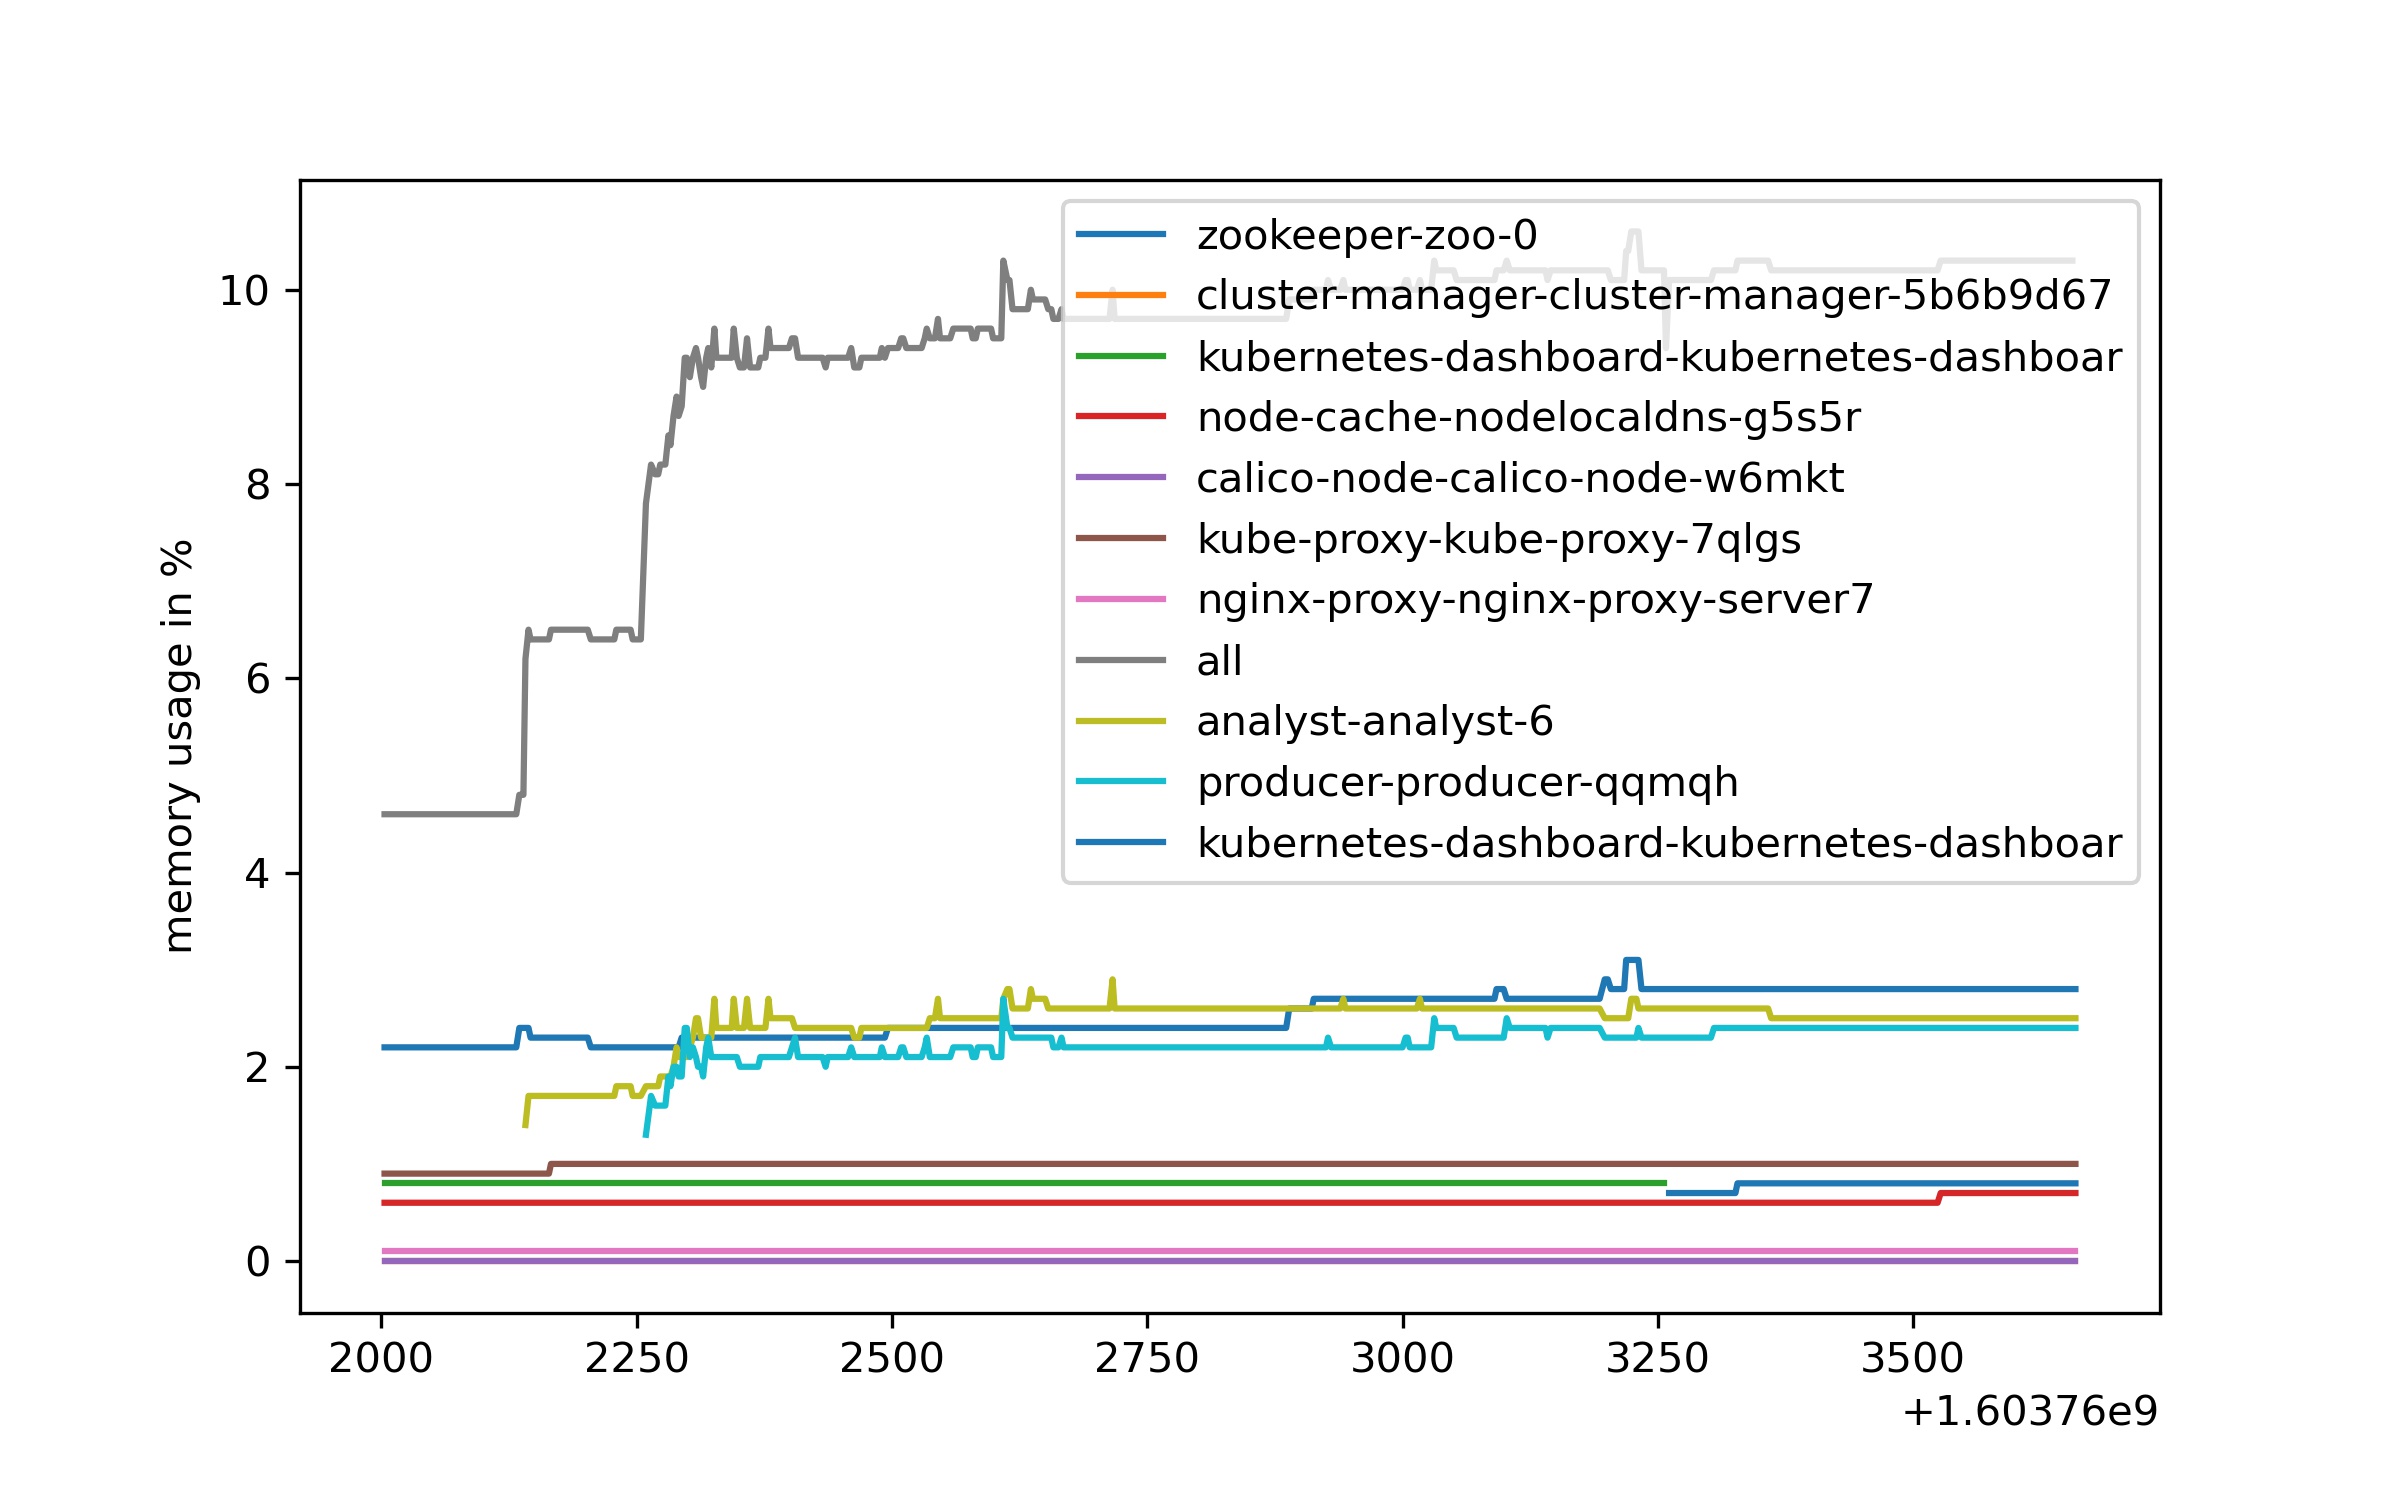 zookeeper-zoo-0
cluster-manager-cluster-manager-5b6b9d67
kubernetes-dashboard-kubernetes-dashboar
node-cache-nodelocaldns-g5s5r
calico-node-calico-node-w6mkt
kube-proxy-kube-proxy-7qlgs
nginx-proxy-nginx-proxy-server7
all
analyst-analyst-6
producer-producer-qqmqh
kubernetes-dashboard-kubernetes-dashboar
memory usage in %
10
8
6
4
2
0
2000 2250 2500 2750 3000 3250 3500
+1.60376e9